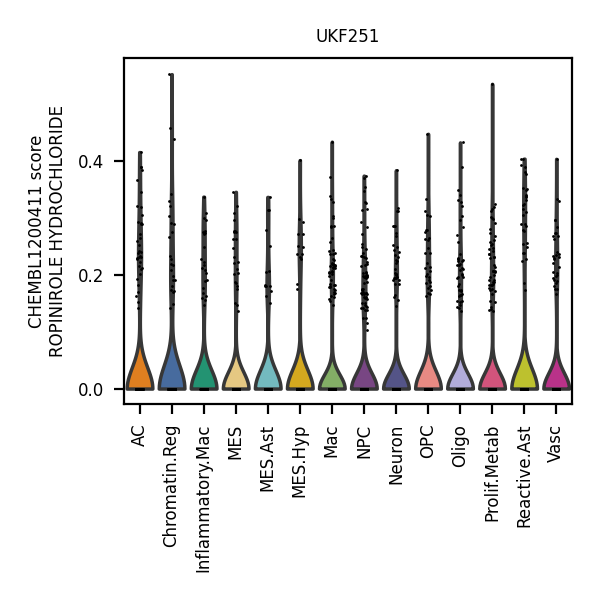 UKF251
CHEMBL1200411 score
ROPINIROLE HYDROCHLORIDE
0.4
0.2
0.0
AC
Chromatin.Reg
Inflammatory.Mac
MES
MES.Ast
MES.Hyp
Mac
NPC
Neuron
OPC
Oligo
Prolif.Metab
Reactive.Ast
Vasc